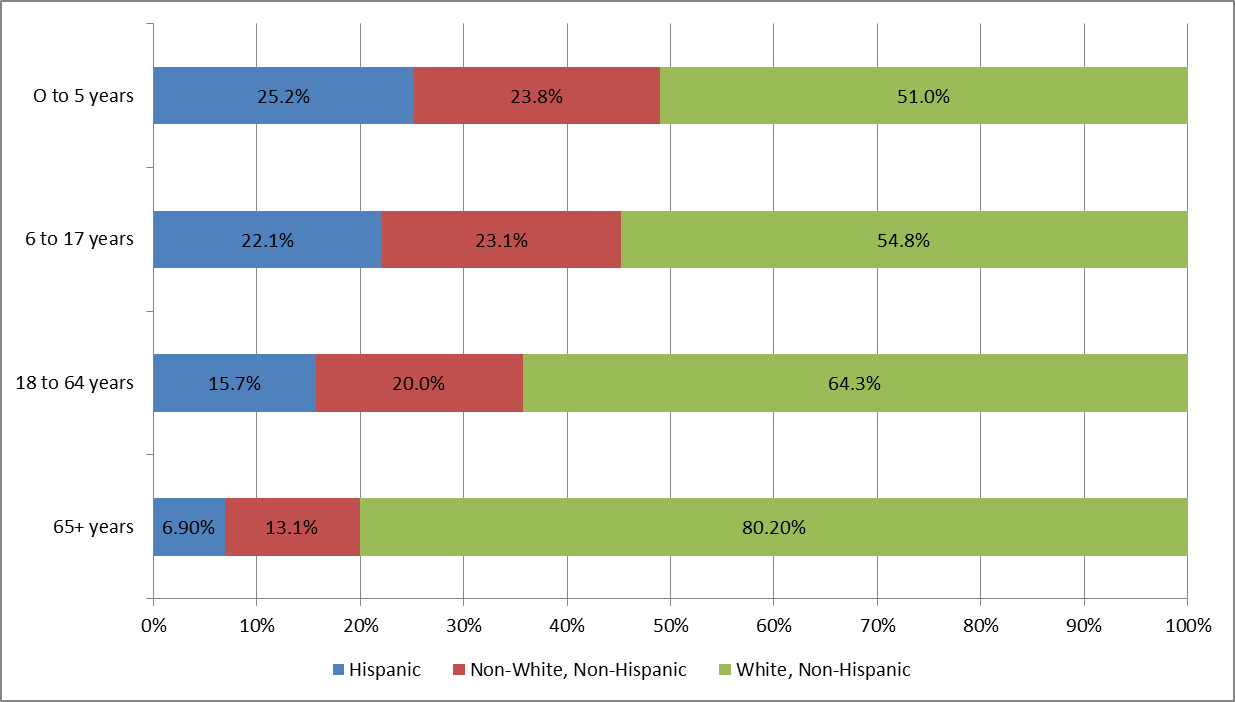 O to 5 years 25.2% 23.8% 51.0%
6 to 17 years 22.1% 23.1% 54.8%
18 to 64 years 15.7% 20.0% 64.3%
65+ years 6.90% 13.1% 80.20%
0% 10% 20% 30% 40% 50% 60% 70% 80% 90% 100%
Hispanic Non-White, Non-Hispanic White, Non-Hispanic